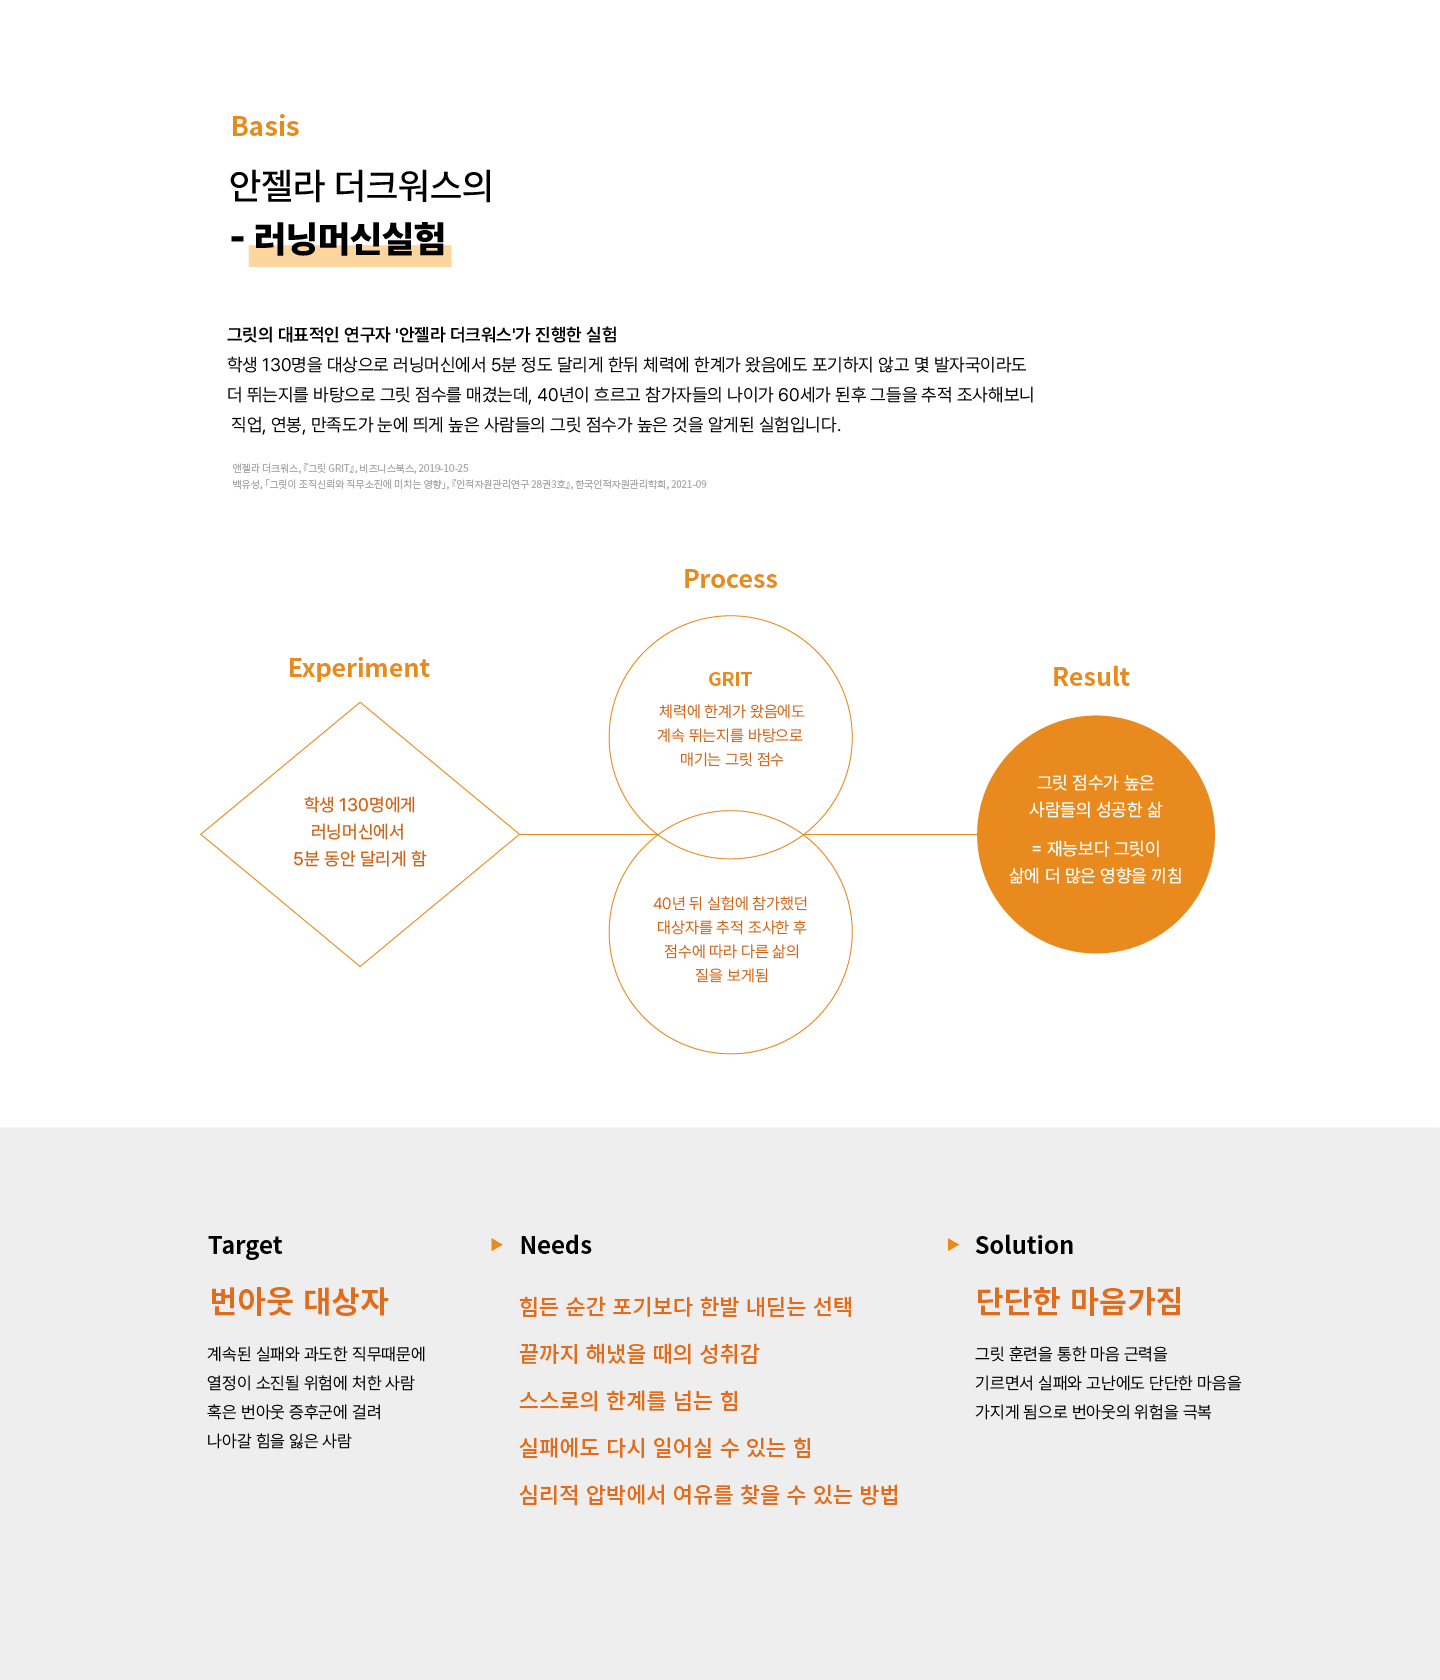 Basis
안젤라 더크워스의
- 러닝머신실험
그릿의 대표적인 연구자 '안젤라 더크워스'가 진행한 실험
학생 130명을 대상으로 러닝머신에서 5분 정도 달리게 한뒤 체력에 한계가 왔음에도 포기하지 않고 몇 발자국이라도
더 뛰는지를 바탕으로 그릿 점수를 매겼는데, 40년이 흐르고 참가자들의 나이가 60세가 된후 그들을 추적 조사해보니
직업, 연봉, 만족도가 눈에 띄게 높은 사람들의 그릿 점수가 높은 것을 알게된 실험입니다.
앤젤라 더크워스, 『그릿 GRIT』, 비즈니스북스, 2019-10-25
백유성, 「그릿이 조직신뢰와 직무소진에 미치는 영향」, 『인적자원관리연구 28권3호』, 한국인적자원관리학회, 2021-09
Process
Experiment
Result
GRIT
체력에 한계가 왔음에도
계속 뛰는지를 바탕으로
매기는 그릿 점수
학생 130명에게
러닝머신에서
5분 동안 달리게 함
그릿 점수가 높은
사람들의 성공한 삶
= 재능보다 그릿이
삶에 더 많은 영향을 끼침
40년 뒤 실험에 참가했던
대상자를 추적 조사한 후
점수에 따라 다른 삶의
질을 보게됨
Target
번아웃 대상자
계속된 실패와 과도한 직무때문에
열정이 소진될 위험에 처한 사람
혹은 번아웃 증후군에 걸려
나아갈 힘을 잃은 사람
▶ Needs
힘든 순간 포기보다 한발 내딛는 선택
끝까지 해냈을 때의 성취감
스스로의 한계를 넘는 힘
실패에도 다시 일어실 수 있는 힘
심리적 압박에서 여유를 찾을 수 있는 방법
▶ Solution
단단한 마음가짐
그릿 훈련을 통한 마음 근력을
기르면서 실패와 고난에도 단단한 마음을
가지게 됨으로 번아웃의 위험을 극복